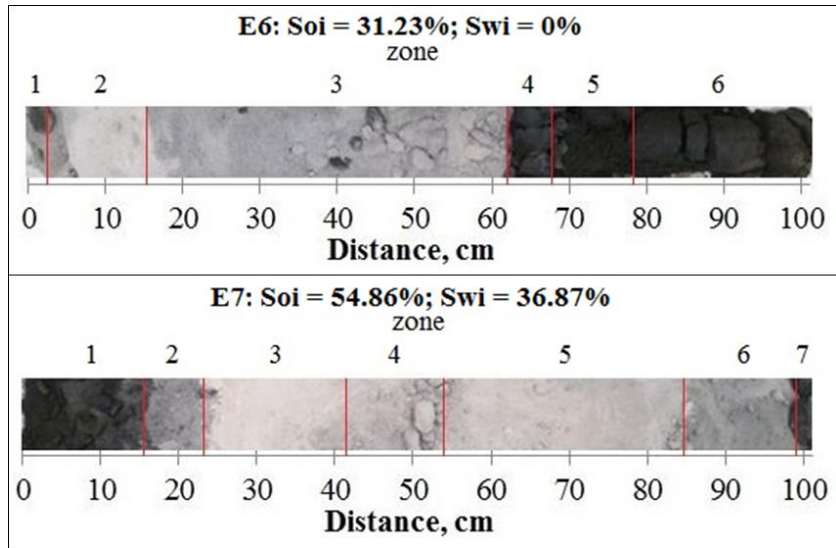 E6: Soi = 31.23%; Swi = 0%
zone
1 2 3 4 5 6
0 10 20 30 40 50 60 70 80 90 100
Distance, cm
E7: Soi = 54.86%; Swi = 36.87%
zone
1 2 3 4 5 6 7
0 10 20 30 40 50 60 70 80 90 100
Distance, cm